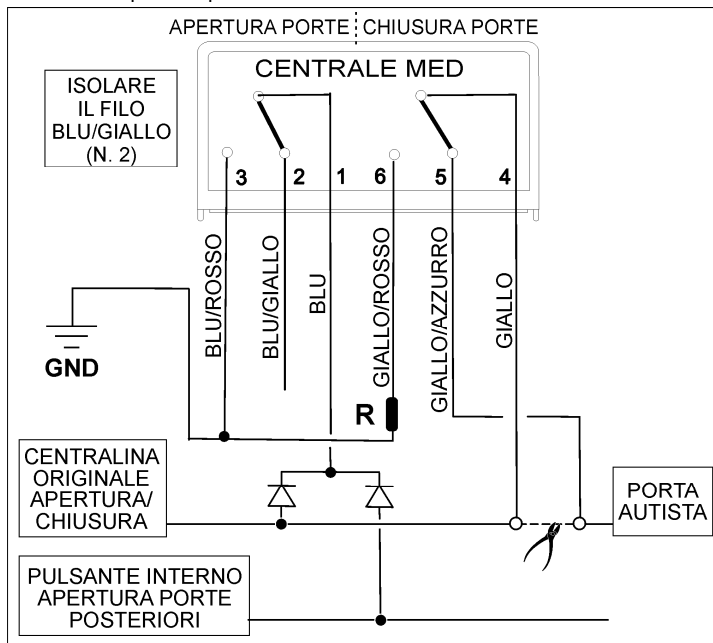 APERTURA PORTE CHIUSURA PORTE
CENTRALE MED
ISOLARE
IL FILO
BLU/GIALLO
(N. 2)
3 2 1 6 5 4
BLU/ROSSO
BLU/GIALLO
BLU
GIALLO/ROSSO
GIALLO/AZZURRO
GIALLO
GND
R
CENTRALINA
ORIGINALE
APERTURA/
CHIUSURA
PORTA
AUTISTA
PULSANTE INTERNO
APERTURA PORTE
POSTERIORI